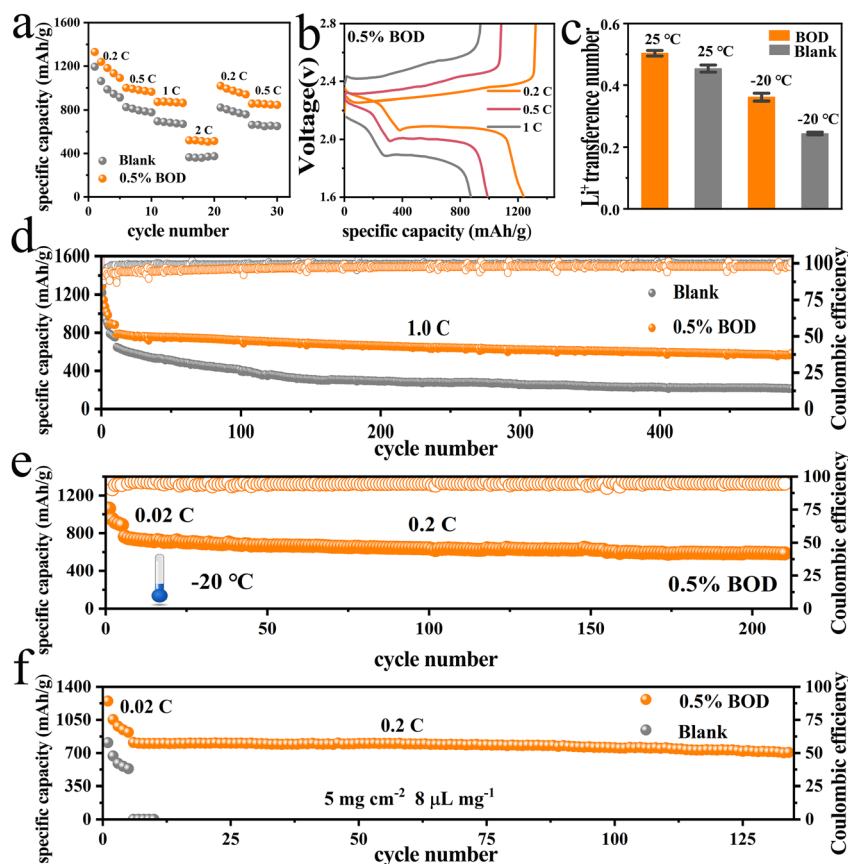 a
specific capacity (mAh/g)
1600
1200
800
400
0
0.2 C
0.5 C
1 C
2 C
0.2 C
0.5 C
Blank
0.5% BOD
0 10 20 30
cycle number
b
Voltage(v)
2.8
2.4
2.0
1.6
0.5% BOD
0.2 C
0.5 C
1 C
0 400 800 1200
specific capacity (mAh/g)
c
Li⁺ transference number
0.6
0.4
0.2
0.0
25 °C
25 °C
-20 °C
-20 °C
BOD
Blank
d
specific capacity (mAh/g)
1600
1200
800
400
0
1.0 C
Blank
0.5% BOD
100
75
50
25
0
Coulombic efficiency
0 100 200 300 400
cycle number
e
specific capacity (mAh/g)
1200
800
400
0
0.02 C
0.2 C
-20 °C
0.5% BOD
100
75
50
25
0
Coulombic efficiency
0 50 100 150 200
cycle number
f
specific capacity (mAh/g)
1400
1050
700
350
0
0.02 C
0.2 C
0.5% BOD
Blank
5 mg cm⁻² 8 μL mg⁻¹
100
75
50
25
0
Coulombic efficiency
0 25 50 75 100 125
cycle number